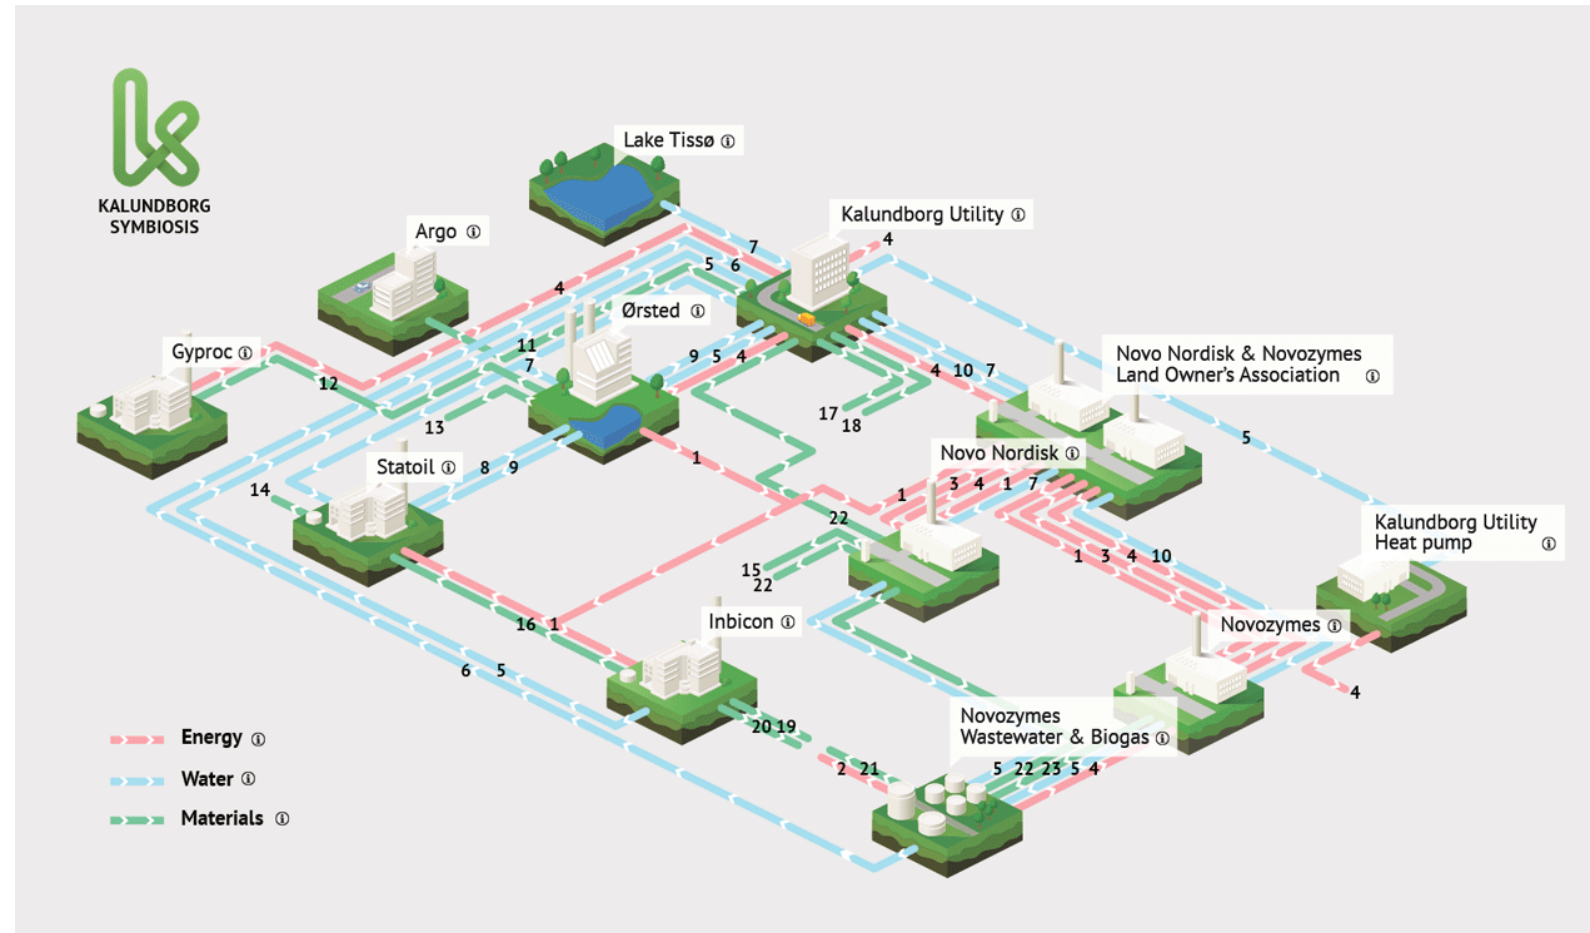 Lake Tissø
Kalundborg Utility
KALUNDBORG
SYMBIOSIS
Argo
4
7
5
6
4
Ørsted
11
7
9
5
4
Gyproc
12
4
10
7
Novo Nordisk & Novozymes
Land Owner's Association
17
18
13
5
Novo Nordisk
1
Statoil
8
9
14
1
3
4
1
7
22
Kalundborg Utility
Heat pump
1
3
4
10
15
22
16
1
Inbicon
Novozymes
6
5
4
Novozymes
Wastewater & Biogas
20
19
2
21
5
22
23
5
4
Energy
Water
Materials